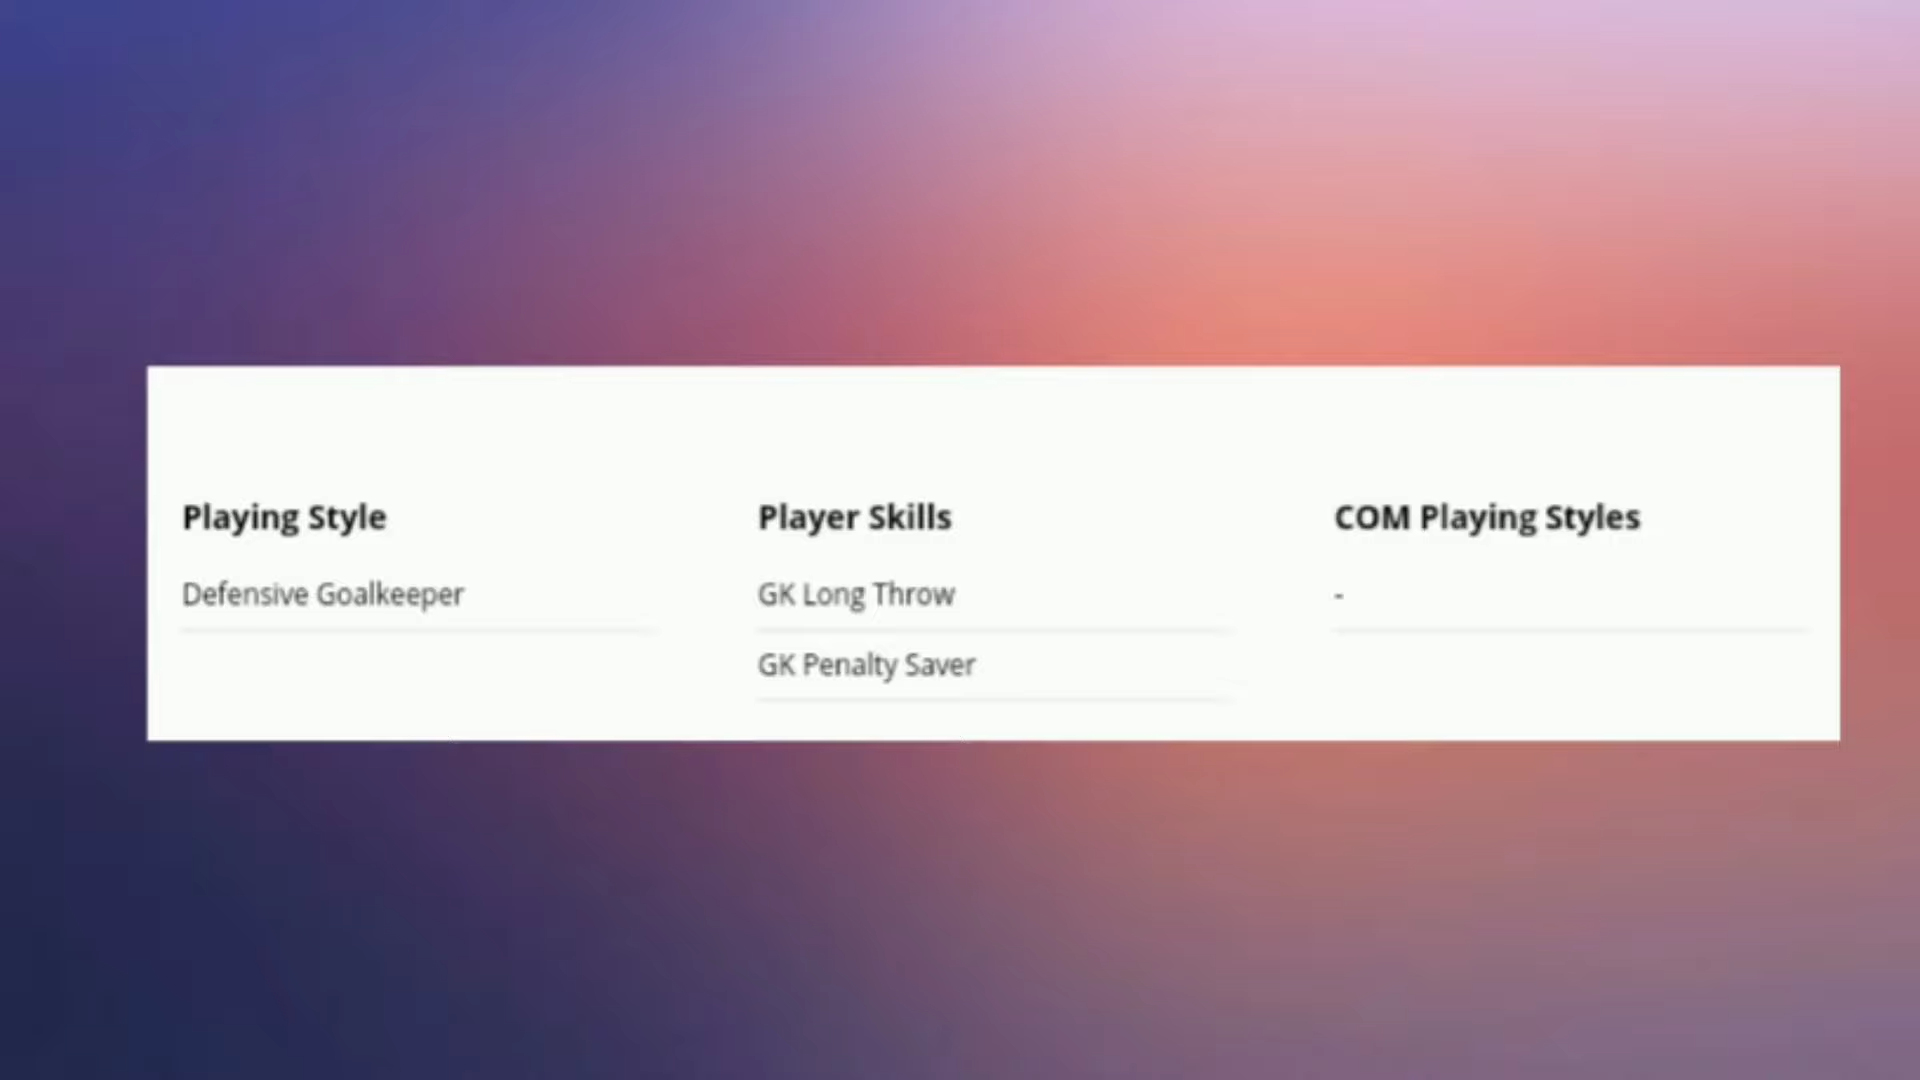 Playing Style
Defensive Goalkeeper
Player Skills
GK Long Throw
GK Penalty Saver
COM Playing Styles
-